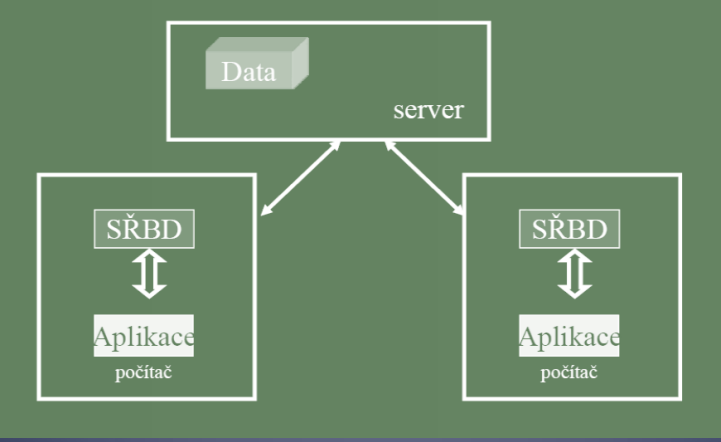 Data
server
SŘBD
Aplikace
počítač
SŘBD
Aplikace
počítač